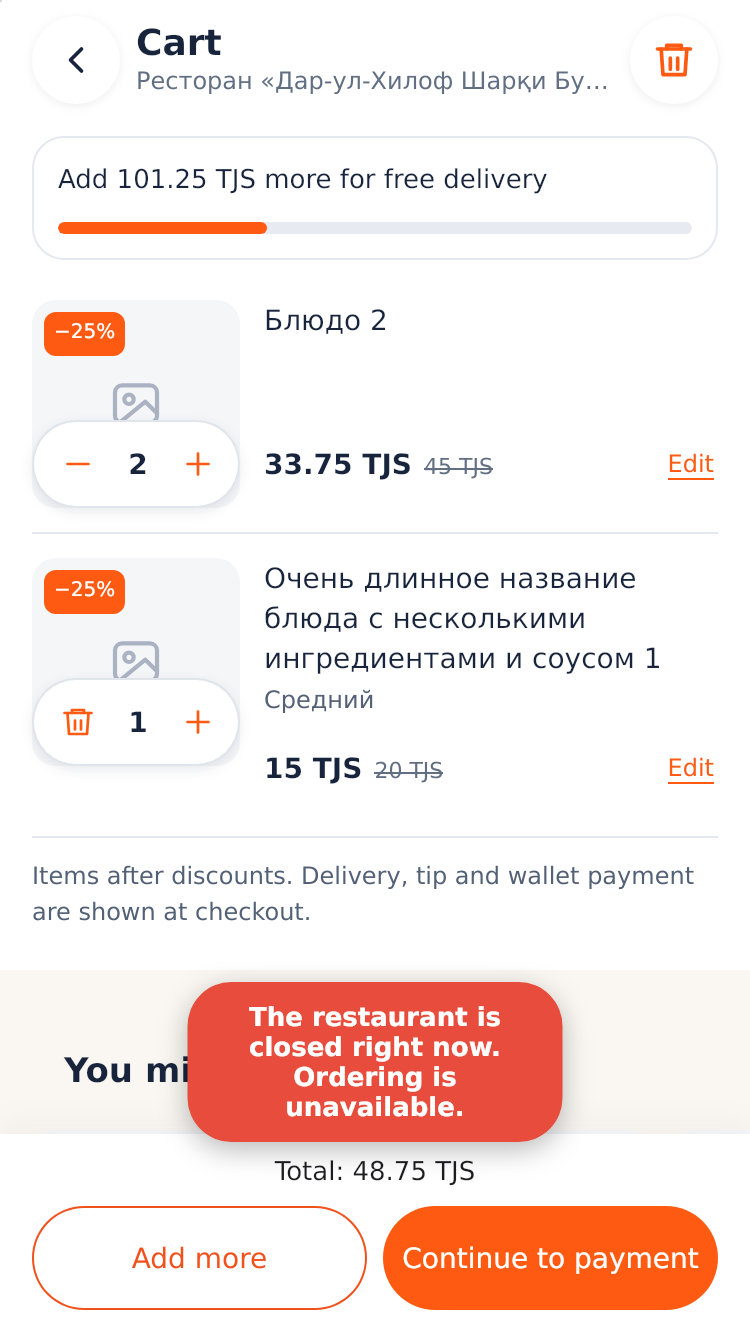 Cart
Ресторан «Дар-ул-Хилоф Шарқи Бу...
Add 101.25 TJS more for free delivery
−25%
Блюдо 2
2
33.75 TJS 45 TJS
Edit
−25%
Очень длинное название
блюда с несколькими
ингредиентами и соусом 1
Средний
1
15 TJS 20 TJS
Edit
Items after discounts. Delivery, tip and wallet payment
are shown at checkout.
The restaurant is
closed right now.
Ordering is
unavailable.
You mi
Total: 48.75 TJS
Add more
Continue to payment